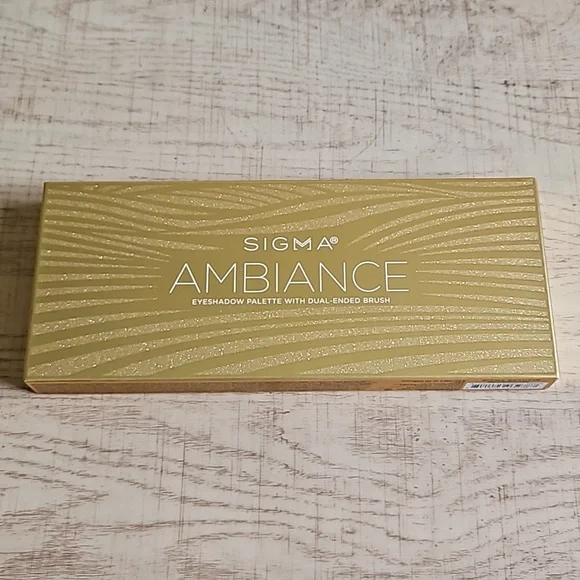 SIGMA®
AMBIANCE
EYESHADOW PALETTE WITH DUAL-ENDED BRUSH